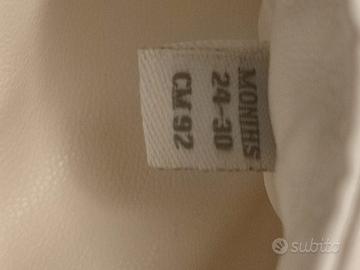 MONTHS
24-30
CM 92
subito